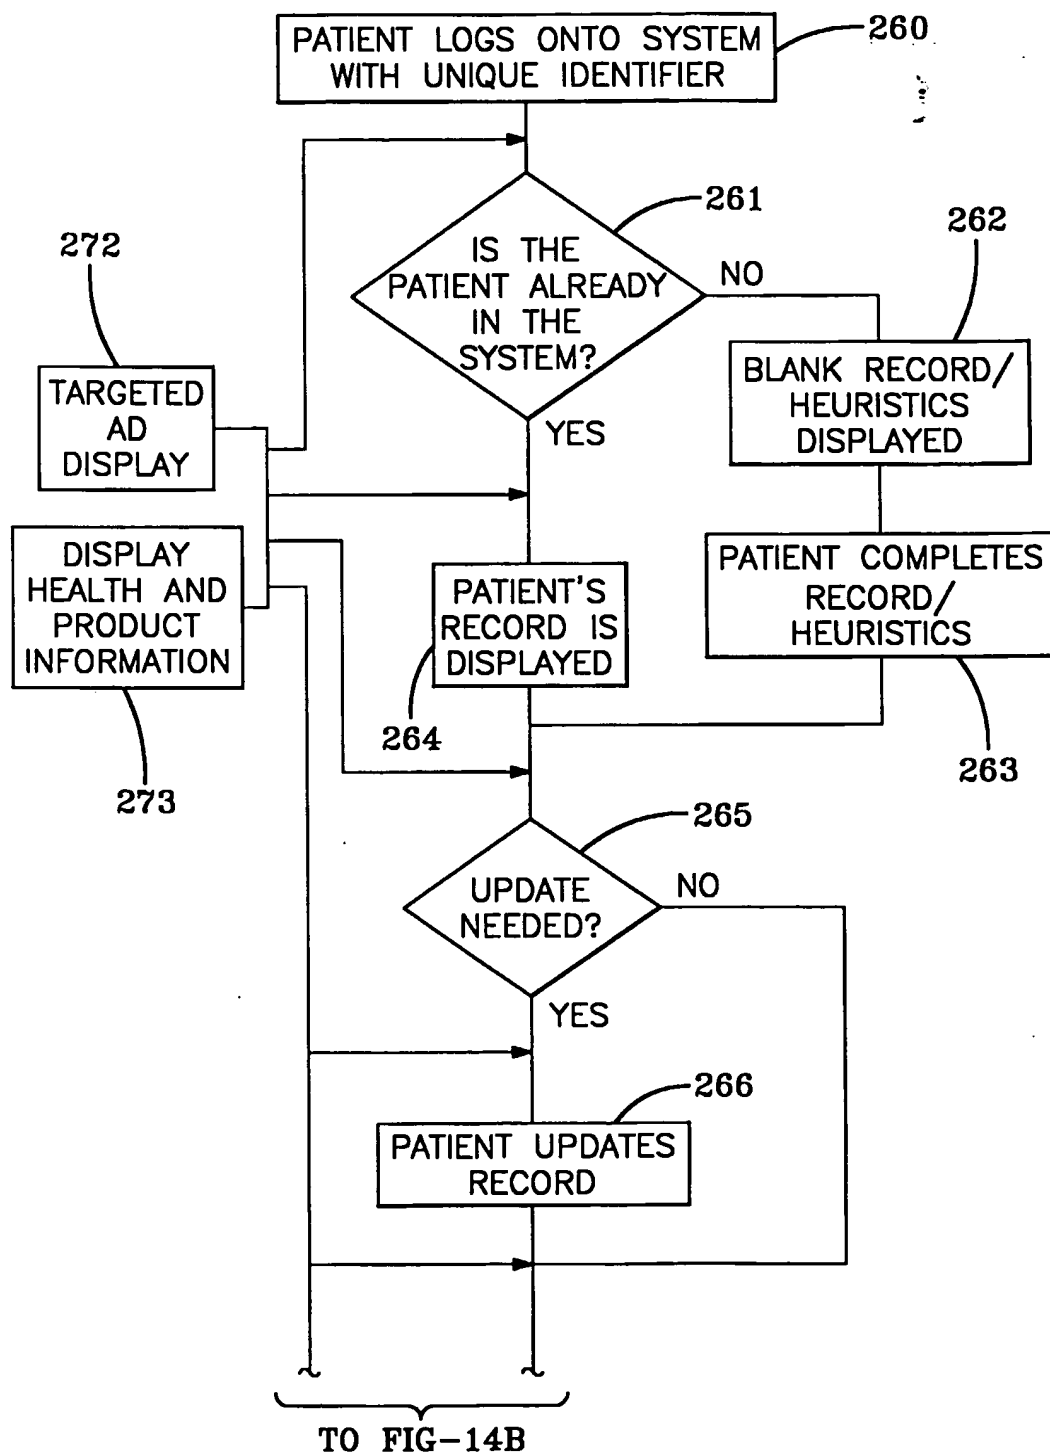 PATIENT LOGS ONTO SYSTEM
WITH UNIQUE IDENTIFIER
260
261
IS THE
PATIENT ALREADY
IN THE
SYSTEM?
NO
YES
262
BLANK RECORD/
HEURISTICS
DISPLAYED
272
TARGETED
AD
DISPLAY
DISPLAY
HEALTH AND
PRODUCT
INFORMATION
273
PATIENT'S
RECORD IS
DISPLAYED
264
PATIENT COMPLETES
RECORD/
HEURISTICS
263
265
UPDATE
NEEDED?
NO
YES
266
PATIENT UPDATES
RECORD
TO FIG-14B